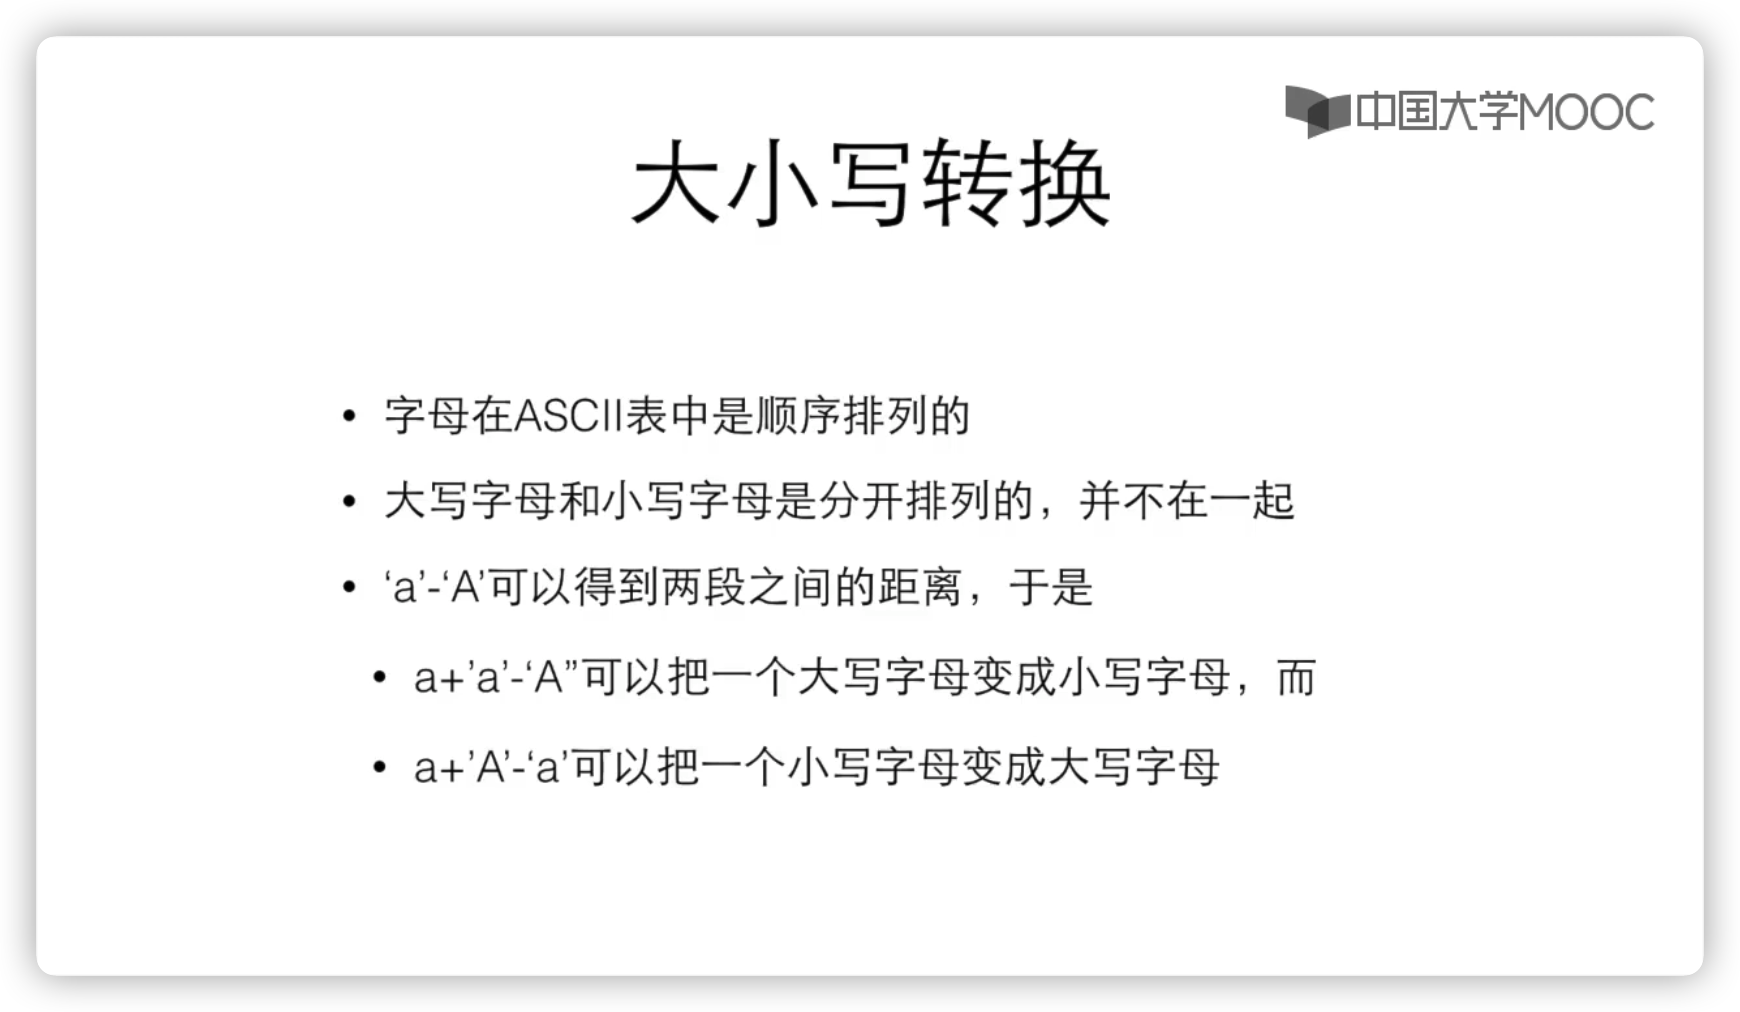 中国大学MOOC
大小写转换
• 字母在ASCII表中是顺序排列的
• 大写字母和小写字母是分开排列的，并不在一起
• ‘a’-‘A’可以得到两段之间的距离，于是
• a+’a’-‘A”可以把一个大写字母变成小写字母，而
• a+’A’-‘a’可以把一个小写字母变成大写字母